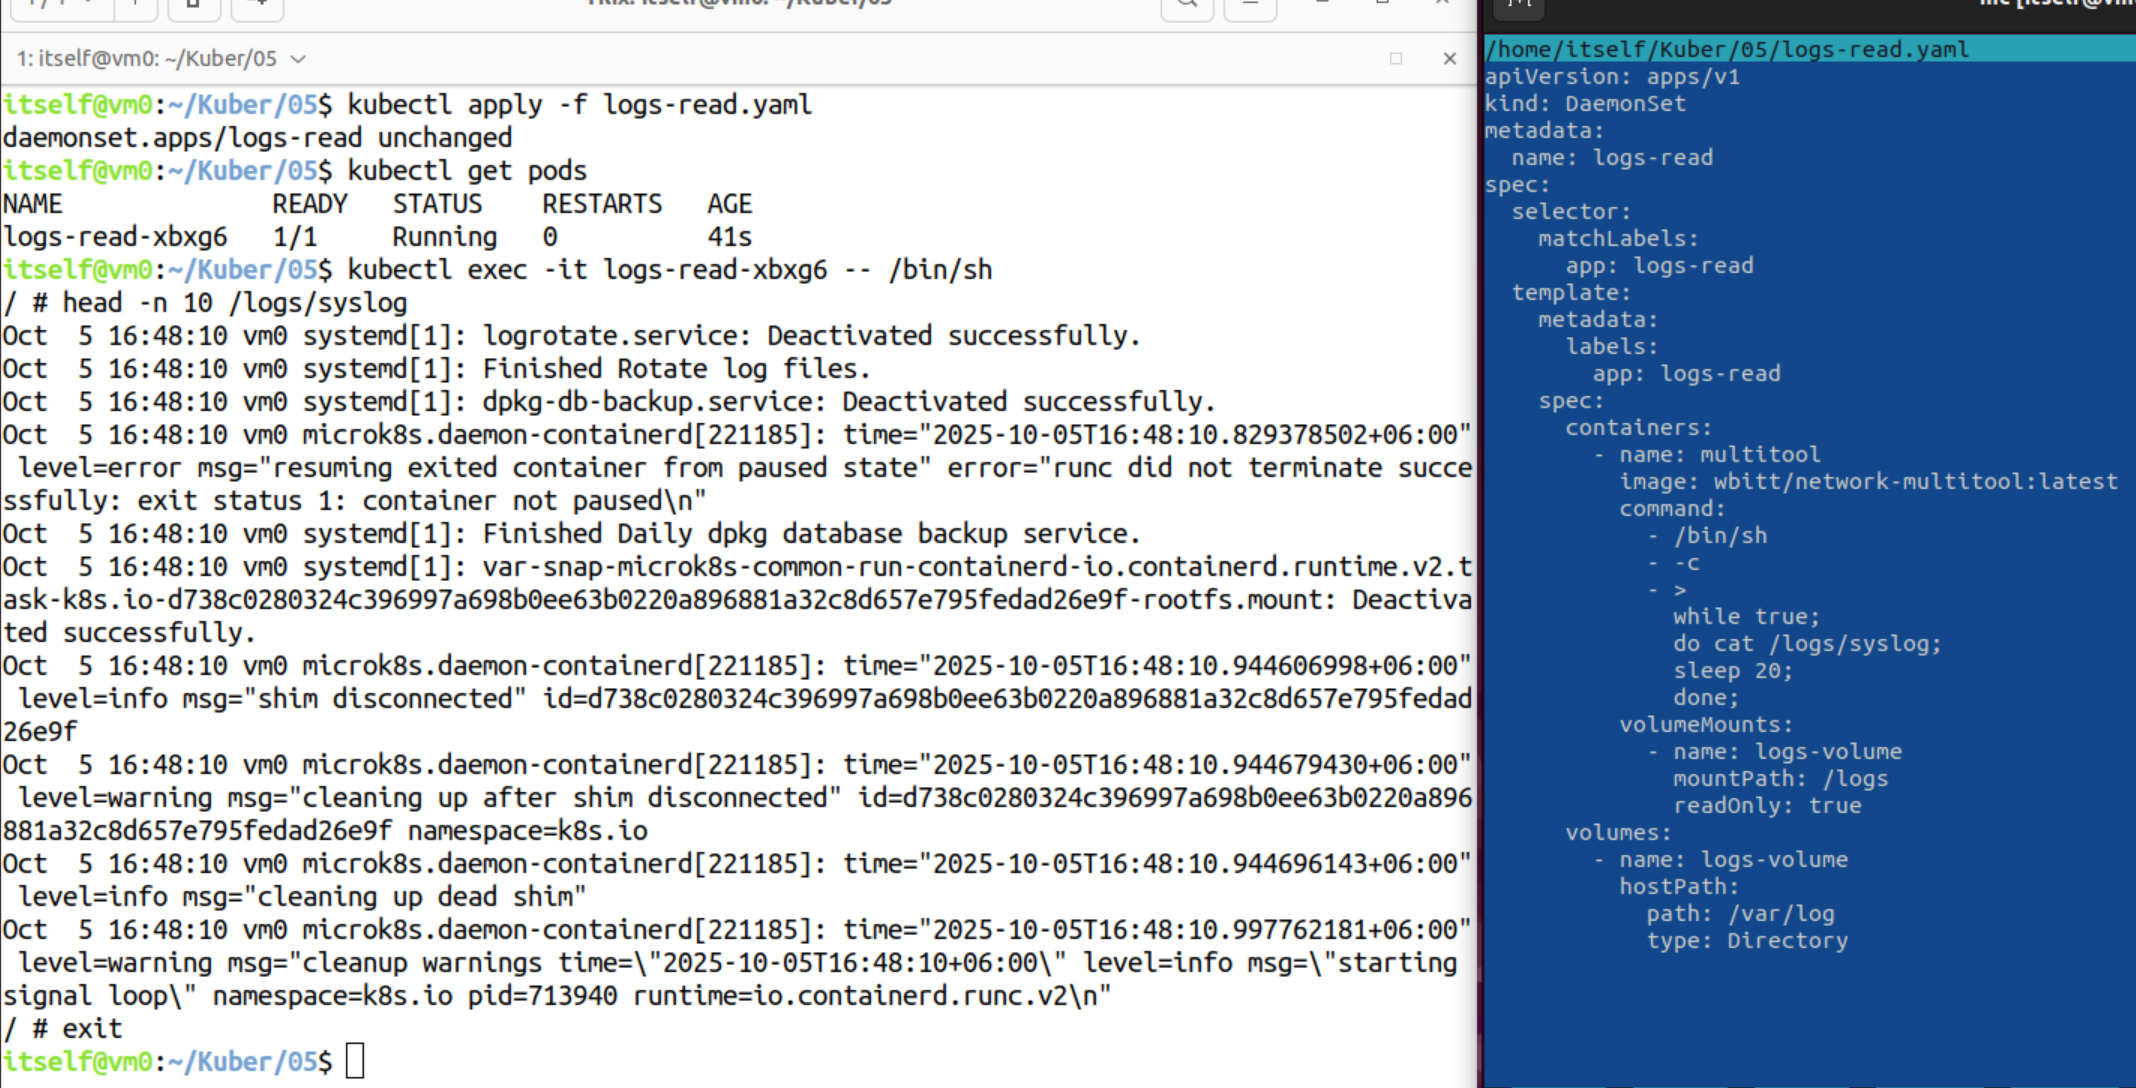 1: itself@vm0: ~/Kuber/05
itself@vm0:~/Kuber/05$ kubectl apply -f logs-read.yaml
daemonset.apps/logs-read unchanged
itself@vm0:~/Kuber/05$ kubectl get pods
NAME              READY   STATUS    RESTARTS   AGE
logs-read-xbxg6   1/1     Running   0          41s
itself@vm0:~/Kuber/05$ kubectl exec -it logs-read-xbxg6 -- /bin/sh
/ # head -n 10 /logs/syslog
Oct  5 16:48:10 vm0 systemd[1]: logrotate.service: Deactivated successfully.
Oct  5 16:48:10 vm0 systemd[1]: Finished Rotate log files.
Oct  5 16:48:10 vm0 systemd[1]: dpkg-db-backup.service: Deactivated successfully.
Oct  5 16:48:10 vm0 microk8s.daemon-containerd[221185]: time="2025-10-05T16:48:10.829378502+06:00"
 level=error msg="resuming exited container from paused state" error="runc did not terminate succe
ssfully: exit status 1: container not paused\n"
Oct  5 16:48:10 vm0 systemd[1]: Finished Daily dpkg database backup service.
Oct  5 16:48:10 vm0 systemd[1]: var-snap-microk8s-common-run-containerd-io.containerd.runtime.v2.t
ask-k8s.io-d738c0280324c396997a698b0ee63b0220a896881a32c8d657e795fedad26e9f-rootfs.mount: Deactiva
ted successfully.
Oct  5 16:48:10 vm0 microk8s.daemon-containerd[221185]: time="2025-10-05T16:48:10.944606998+06:00"
 level=info msg="shim disconnected" id=d738c0280324c396997a698b0ee63b0220a896881a32c8d657e795fedad
26e9f
Oct  5 16:48:10 vm0 microk8s.daemon-containerd[221185]: time="2025-10-05T16:48:10.944679430+06:00"
 level=warning msg="cleaning up after shim disconnected" id=d738c0280324c396997a698b0ee63b0220a896
881a32c8d657e795fedad26e9f namespace=k8s.io
Oct  5 16:48:10 vm0 microk8s.daemon-containerd[221185]: time="2025-10-05T16:48:10.944696143+06:00"
 level=info msg="cleaning up dead shim"
Oct  5 16:48:10 vm0 microk8s.daemon-containerd[221185]: time="2025-10-05T16:48:10.997762181+06:00"
 level=warning msg="cleanup warnings time=\"2025-10-05T16:48:10+06:00\" level=info msg=\"starting
signal loop\" namespace=k8s.io pid=713940 runtime=io.containerd.runc.v2\n"
/ # exit
itself@vm0:~/Kuber/05$
/home/itself/Kuber/05/logs-read.yaml
apiVersion: apps/v1
kind: DaemonSet
metadata:
  name: logs-read
spec:
  selector:
    matchLabels:
      app: logs-read
  template:
    metadata:
      labels:
        app: logs-read
    spec:
      containers:
        - name: multitool
          image: wbitt/network-multitool:latest
          command:
            - /bin/sh
            - -c
            - >
              while true;
              do cat /logs/syslog;
              sleep 20;
              done;
          volumeMounts:
            - name: logs-volume
              mountPath: /logs
              readOnly: true
      volumes:
        - name: logs-volume
          hostPath:
            path: /var/log
            type: Directory